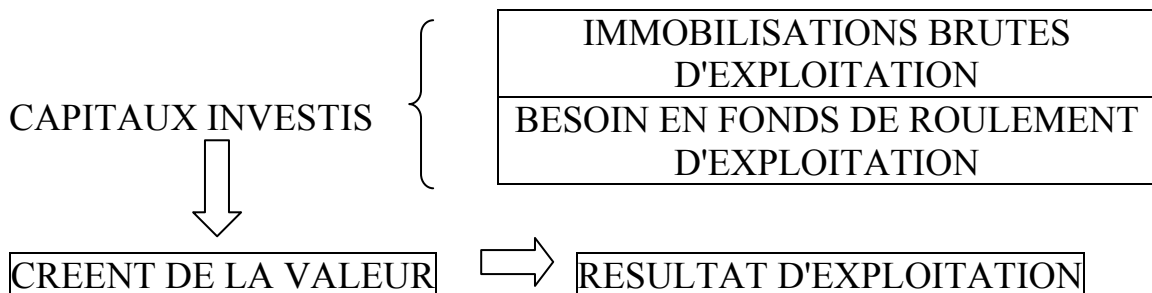 IMMOBILISATIONS BRUTES
D'EXPLOITATION
CAPITAUX INVESTIS
BESOIN EN FONDS DE ROULEMENT
D'EXPLOITATION
CREENT DE LA VALEUR
RESULTAT D'EXPLOITATION